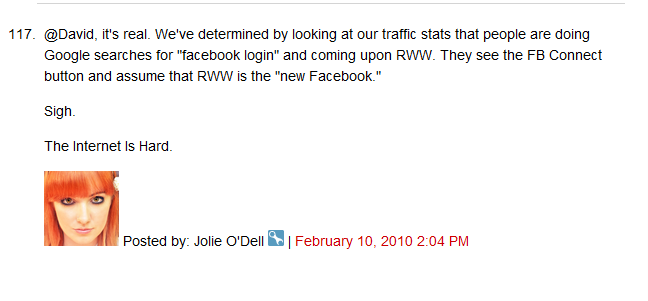 117. @David, it's real. We've determined by looking at our traffic stats that people are doing
Google searches for "facebook login" and coming upon RWW. They see the FB Connect
button and assume that RWW is the "new Facebook."
Sigh.
The Internet Is Hard.
Posted by: Jolie O'Dell | February 10, 2010 2:04 PM